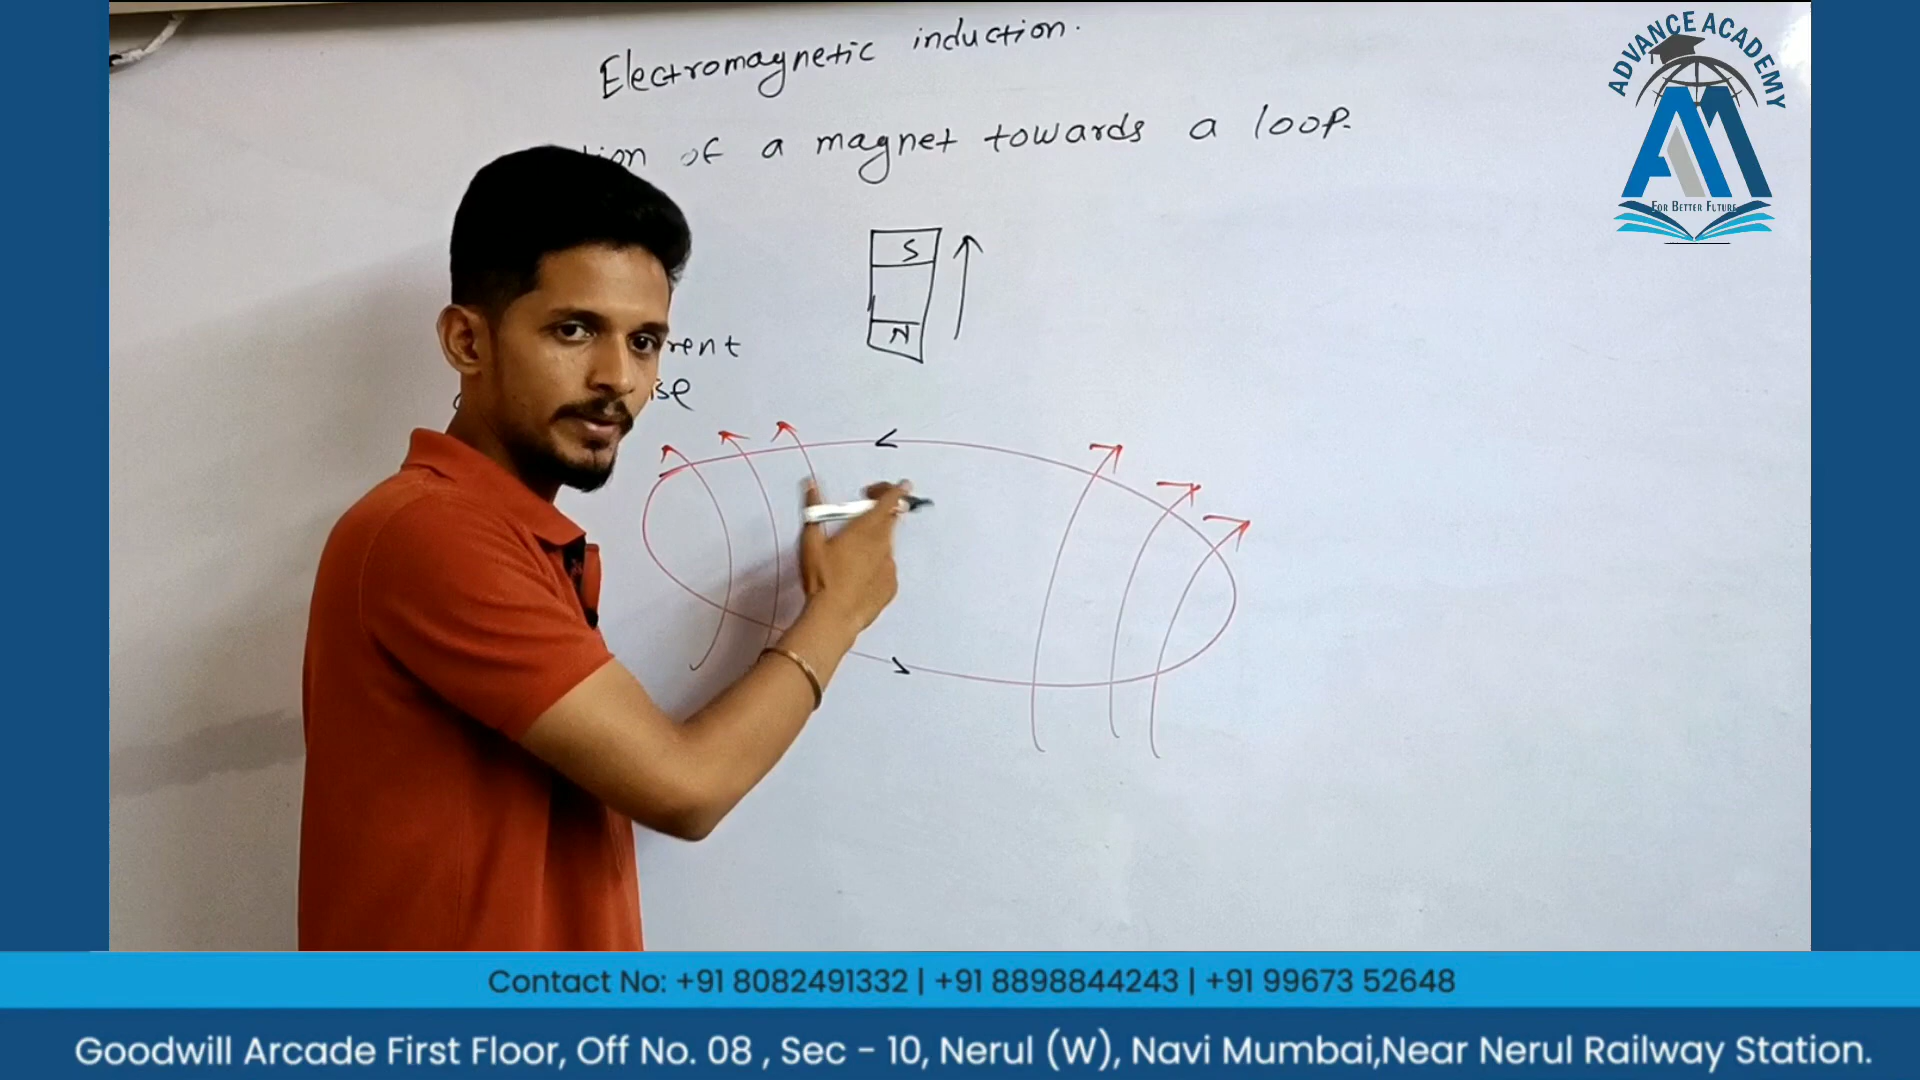 Electromagnetic induction.
of a magnet towards a loop.
S
N
ADVANCE ACADEMY
FOR BETTER FUTURE
Contact No: +91 8082491332 | +91 8898844243 | +91 99673 52648
Goodwill Arcade First Floor, Off No. 08 , Sec - 10, Nerul (W), Navi Mumbai,Near Nerul Railway Station.